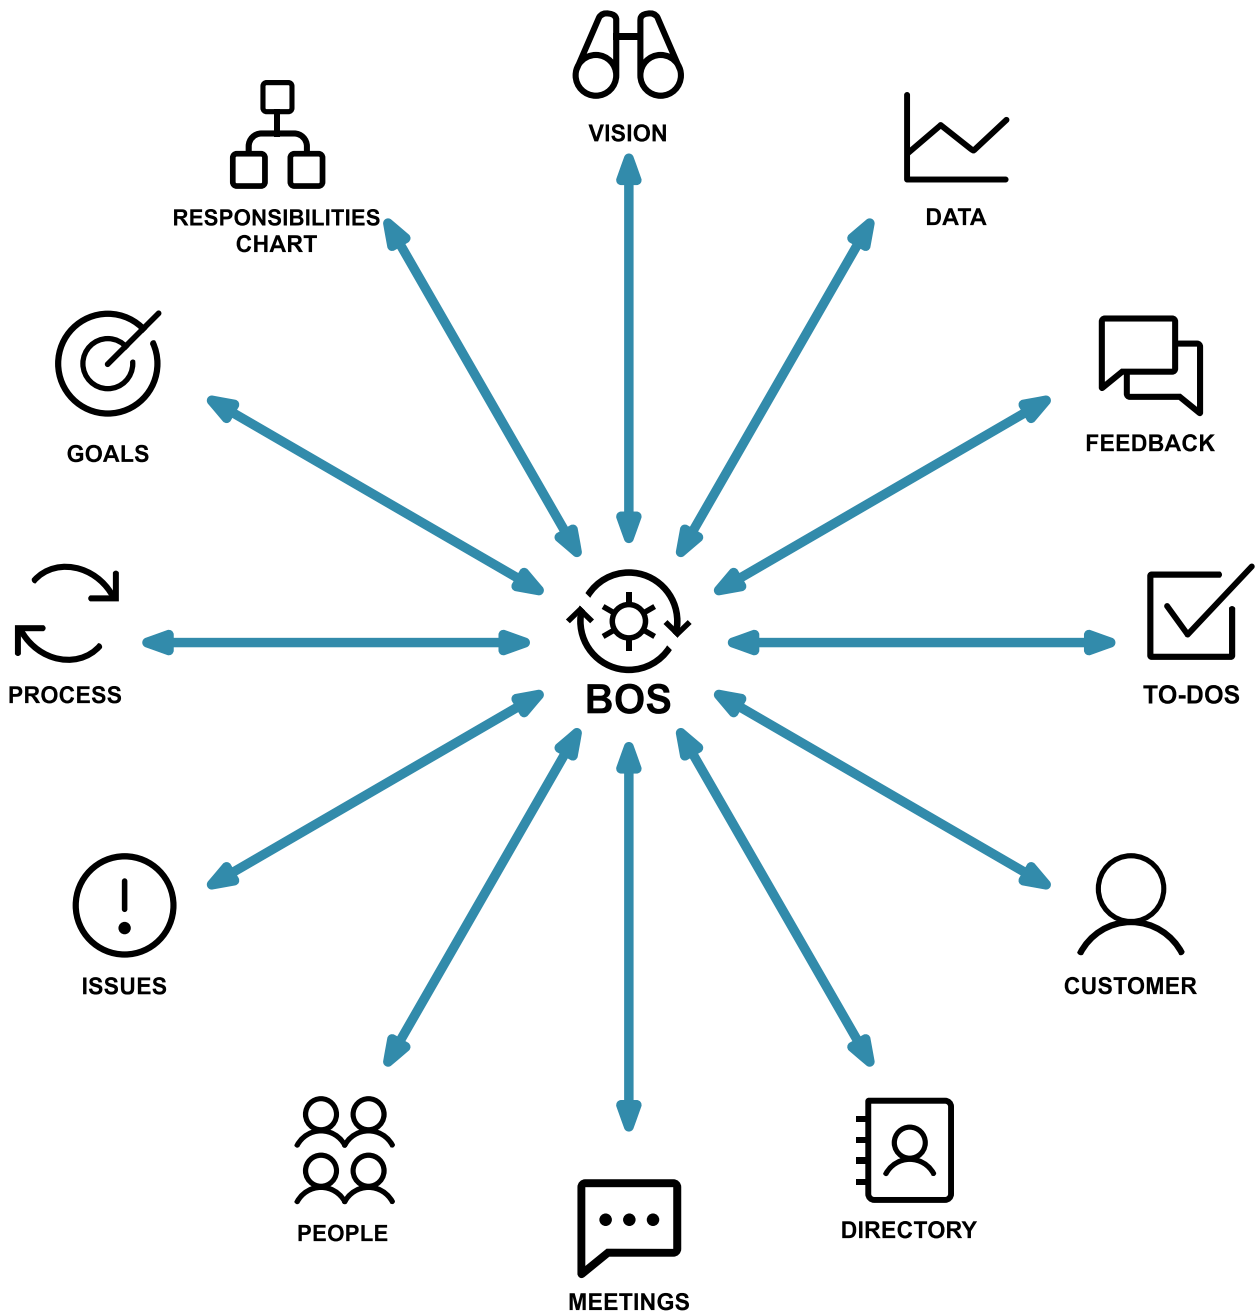 VISION
RESPONSIBILITIES
CHART
DATA
GOALS
FEEDBACK
PROCESS
BOS
TO-DOS
ISSUES
CUSTOMER
PEOPLE
DIRECTORY
MEETINGS